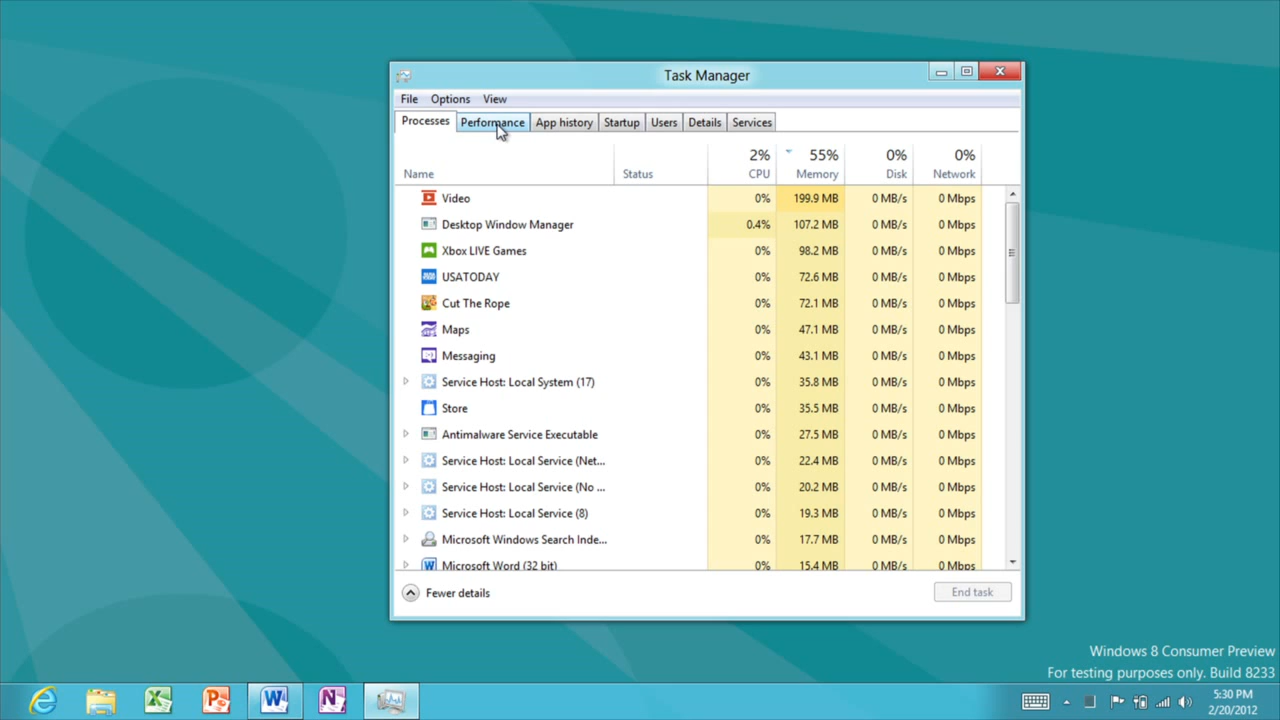 Task Manager
File Options View
Processes Performance App history Startup Users Details Services
2% 55% 0% 0%
Name Status CPU Memory Disk Network
Video 0% 199.9 MB 0 MB/s 0 Mbps
Desktop Window Manager 0.4% 107.2 MB 0 MB/s 0 Mbps
Xbox LIVE Games 0% 98.2 MB 0 MB/s 0 Mbps
USATODAY 0% 72.6 MB 0 MB/s 0 Mbps
Cut The Rope 0% 72.1 MB 0 MB/s 0 Mbps
Maps 0% 47.1 MB 0 MB/s 0 Mbps
Messaging 0% 43.1 MB 0 MB/s 0 Mbps
Service Host: Local System (17) 0% 35.8 MB 0 MB/s 0 Mbps
Store 0% 35.5 MB 0 MB/s 0 Mbps
Antimalware Service Executable 0% 27.5 MB 0 MB/s 0 Mbps
Service Host: Local Service (Net... 0% 22.4 MB 0 MB/s 0 Mbps
Service Host: Local Service (No ... 0% 20.2 MB 0 MB/s 0 Mbps
Service Host: Local Service (8) 0% 19.3 MB 0 MB/s 0 Mbps
Microsoft Windows Search Inde... 0% 17.7 MB 0 MB/s 0 Mbps
Microsoft Word (32 bit) 0% 15.4 MB 0 MB/s 0 Mbps
Fewer details End task
Windows 8 Consumer Preview
For testing purposes only. Build 8233
5:30 PM
2/20/2012